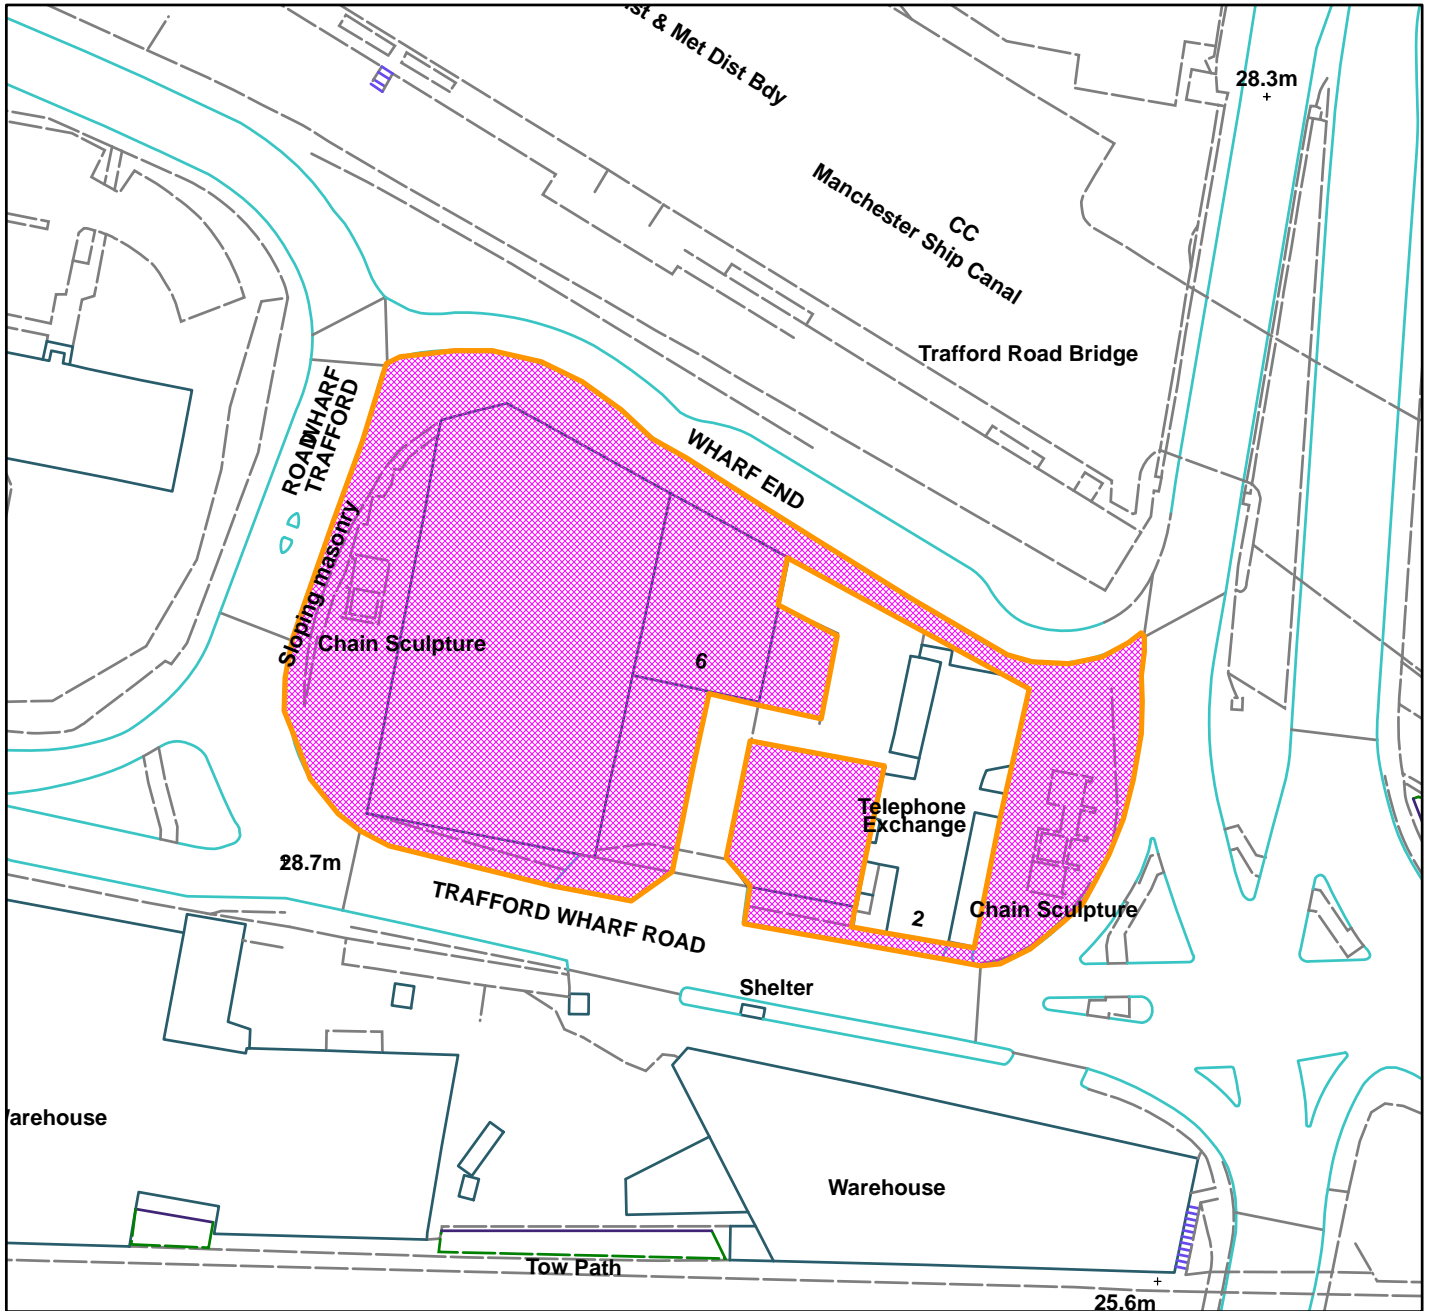 st & Met Dist Bdy
28.3m
Manchester Ship Canal
CC
Trafford Road Bridge
TRAFFORD
WHARF
ROAD
WHARF END
Sloping masonry
Chain Sculpture
6
Telephone
Exchange
28.7m
TRAFFORD WHARF ROAD
2
Chain Sculpture
Shelter
arehouse
Warehouse
Tow Path
25.6m